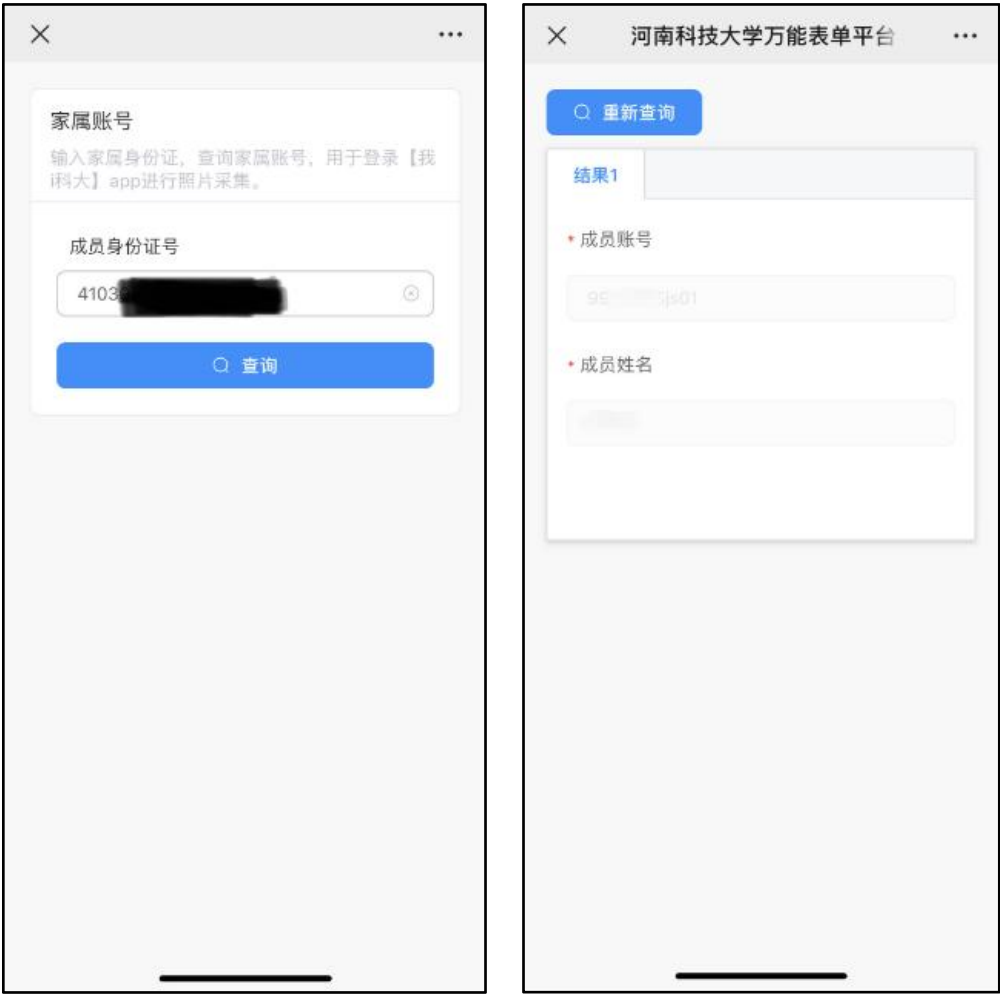 家属账号
输入家属身份证，查询家属账号，用于登录【我
i科大】app进行照片采集。
成员身份证号
4103
查询
河南科技大学万能表单平台
重新查询
结果1
* 成员账号
js01
* 成员姓名